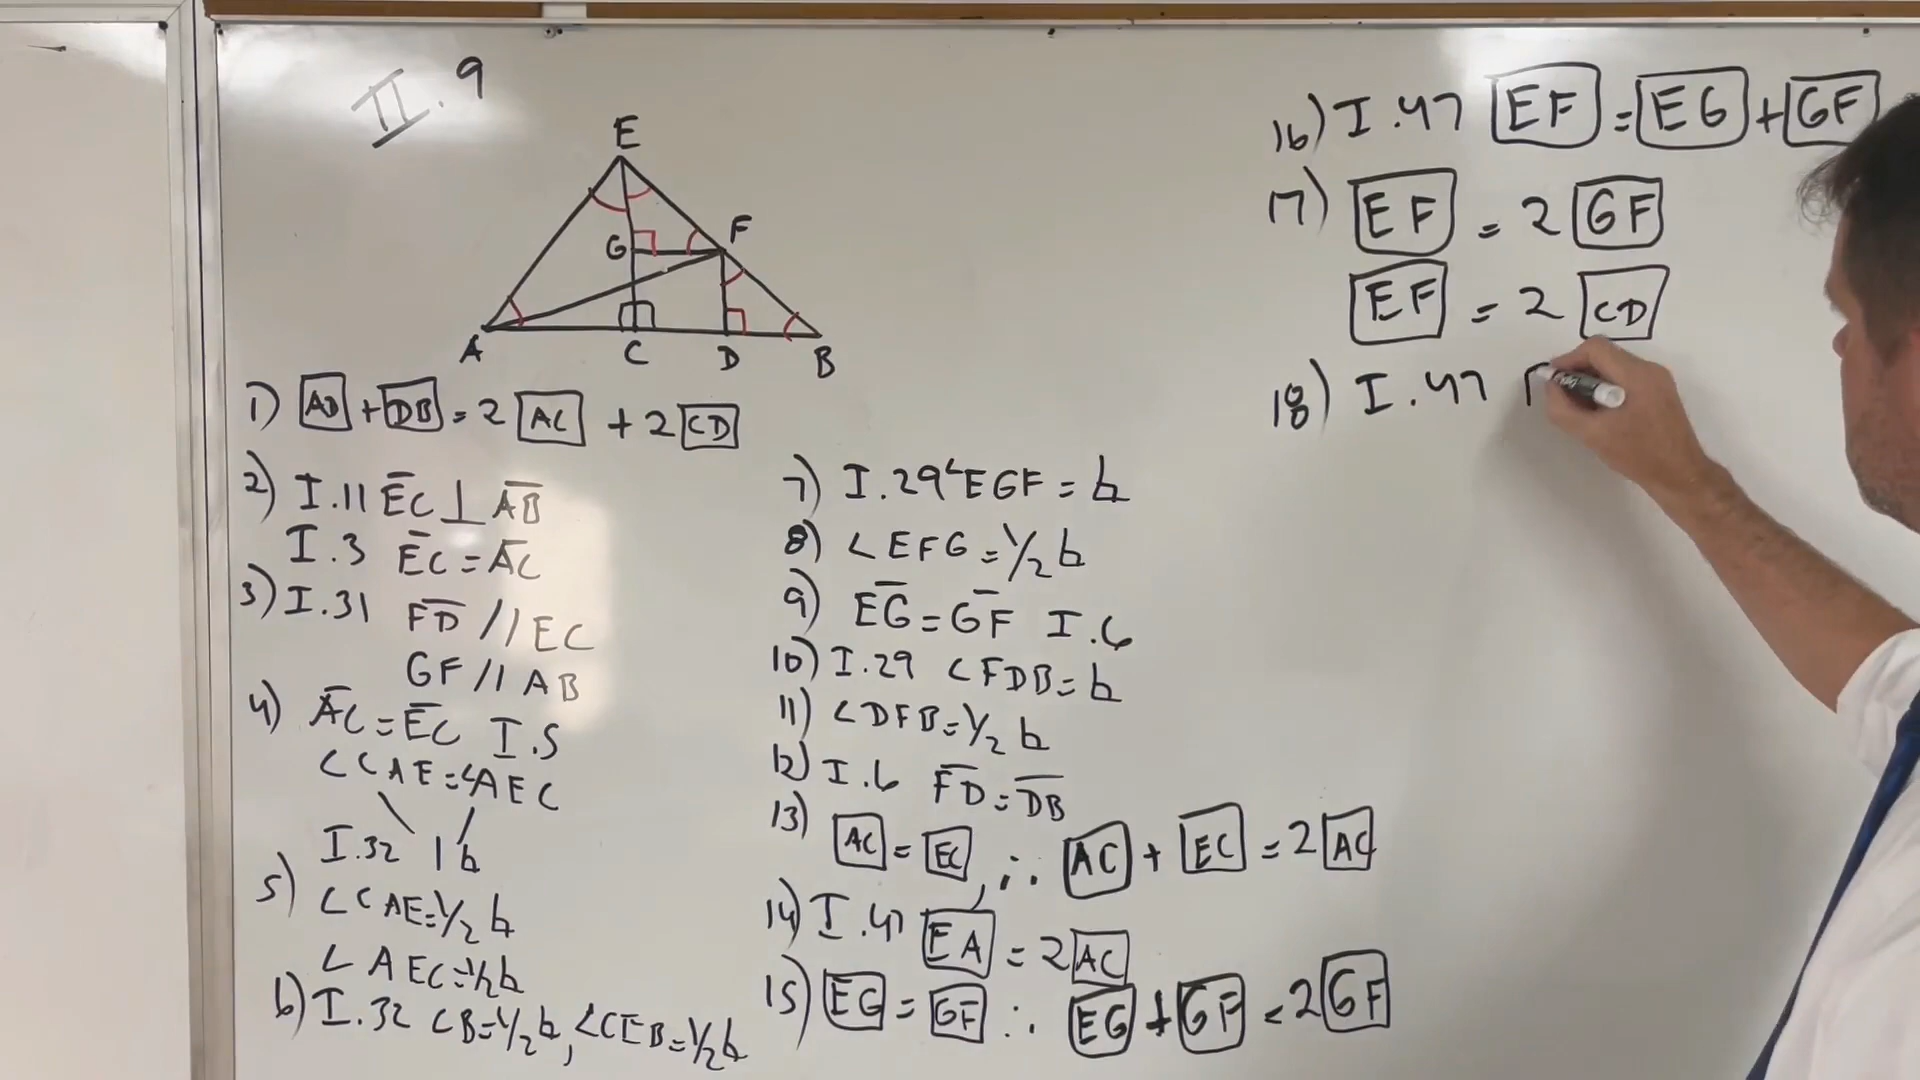 II.9
E
G F
A C D B
1) AD + DB = 2 AC + 2 CD
2) I.11 EC ⊥ AB
I.3 EC = AC
3) I.31 FD // EC
GF // AB
4) AC = EC I.5
∠CAE = ∠AEC
I.32 1 ь
5) ∠CAE = 1/2 ь
∠AEC = 1/2 ь
6) I.32 ∠B = 1/2 ь, ∠CEB = 1/2 ь
7) I.29 ∠EGF = ь
8) ∠EFG = 1/2 ь
9) EG = GF I.6
10) I.29 ∠FDB = ь
11) ∠DFB = 1/2 ь
12) I.6 FD = DB
13) AC = EC, ∴ AC + EC = 2 AC
14) I.47 EA = 2 AC
15) EG = GF ∴ EG + GF = 2 GF
16) I.47 EF = EG + GF
17) EF = 2 GF
EF = 2 CD
18) I.47